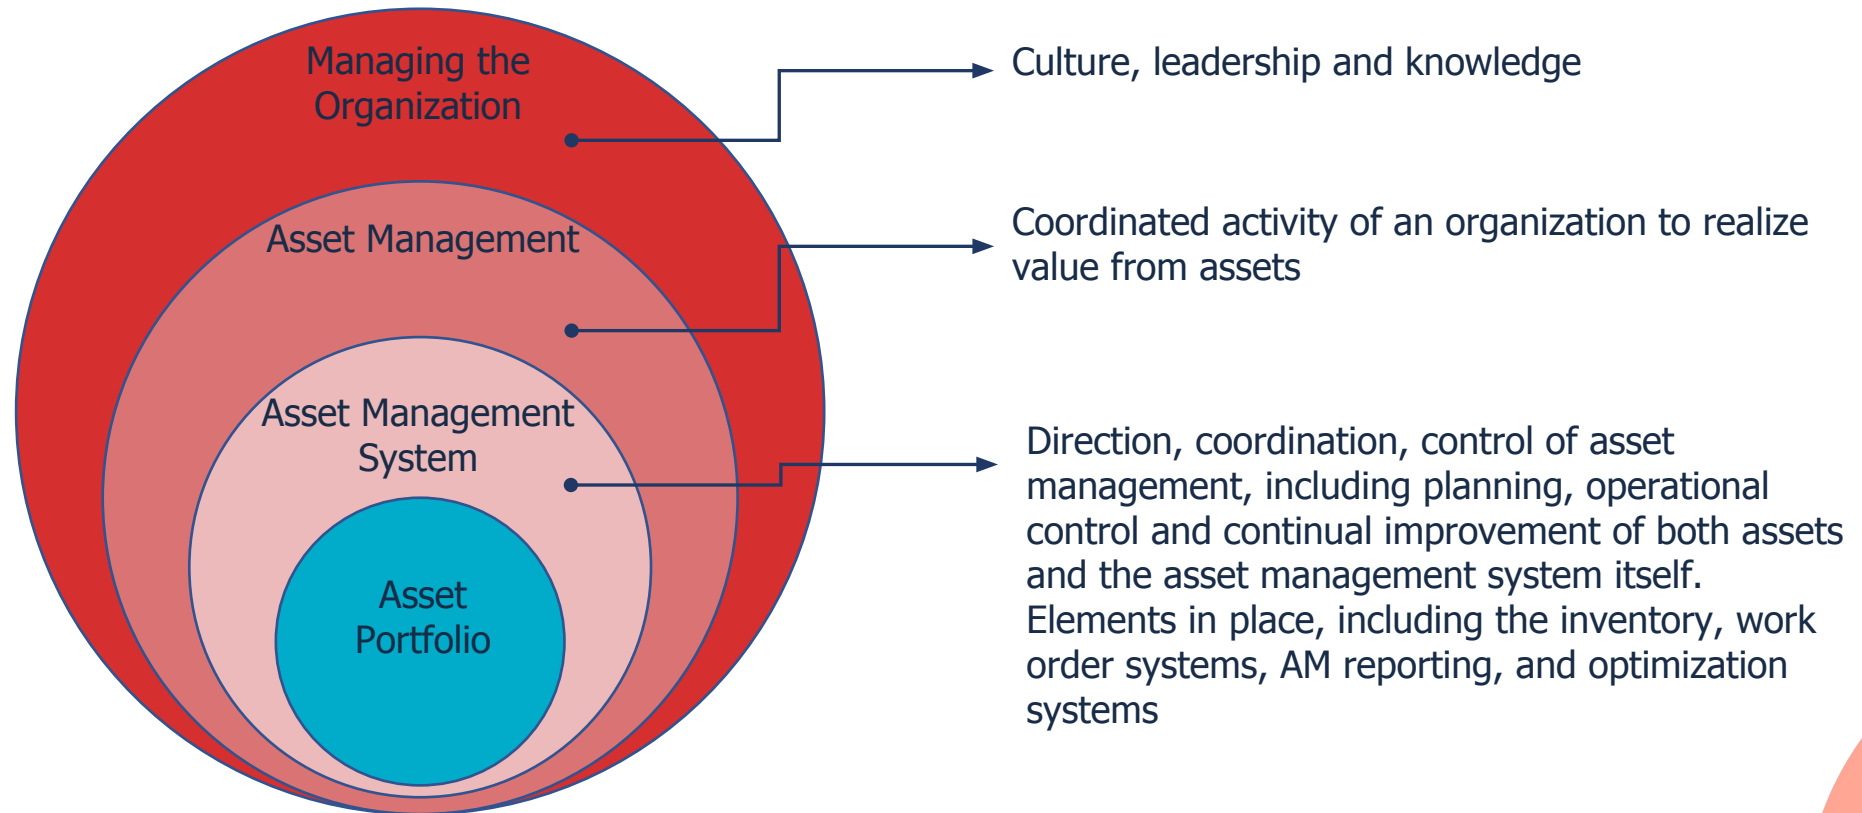 Managing the
Organization
Culture, leadership and knowledge
Asset Management
Coordinated activity of an organization to realize
value from assets
Asset Management
System
Direction, coordination, control of asset
management, including planning, operational
control and continual improvement of both assets
and the asset management system itself.
Elements in place, including the inventory, work
order systems, AM reporting, and optimization
systems
Asset
Portfolio